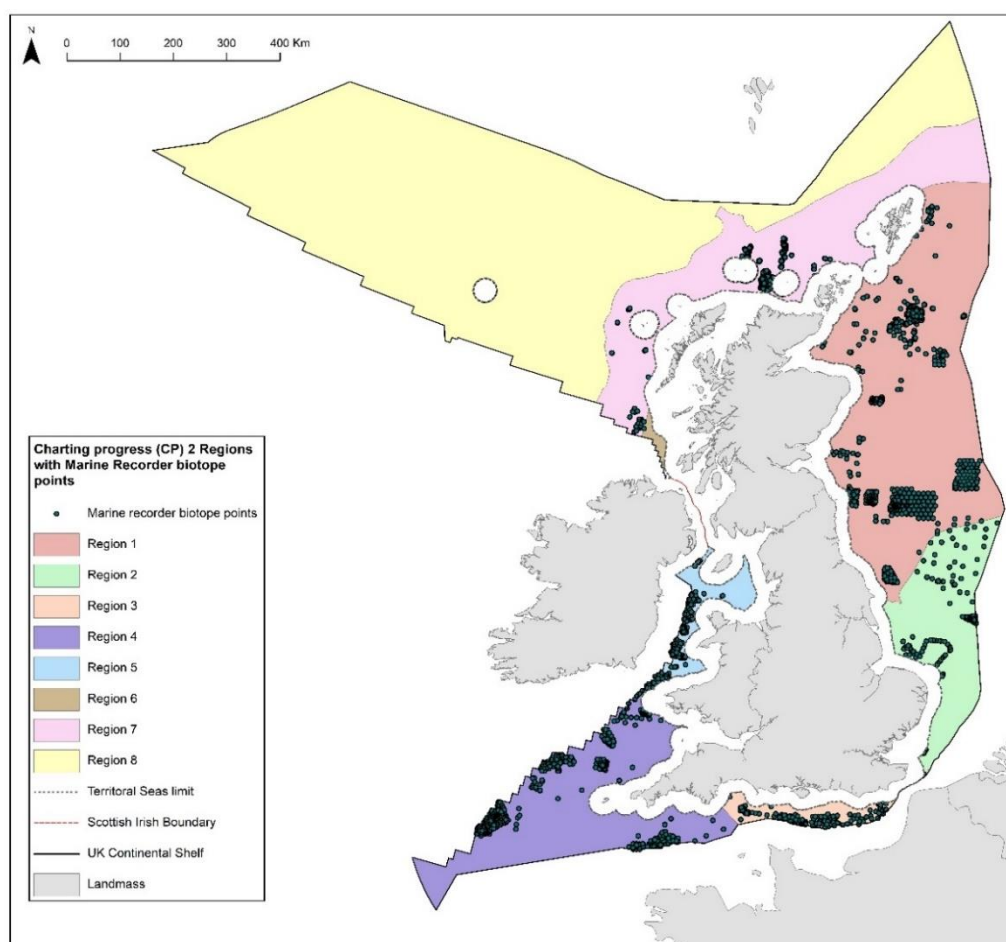 N
0 100 200 300 400 Km
Charting progress (CP) 2 Regions
with Marine Recorder biotope
points
Marine recorder biotope points
Region 1
Region 2
Region 3
Region 4
Region 5
Region 6
Region 7
Region 8
Territoral Seas limit
Scottish Irish Boundary
UK Continental Shelf
Landmass